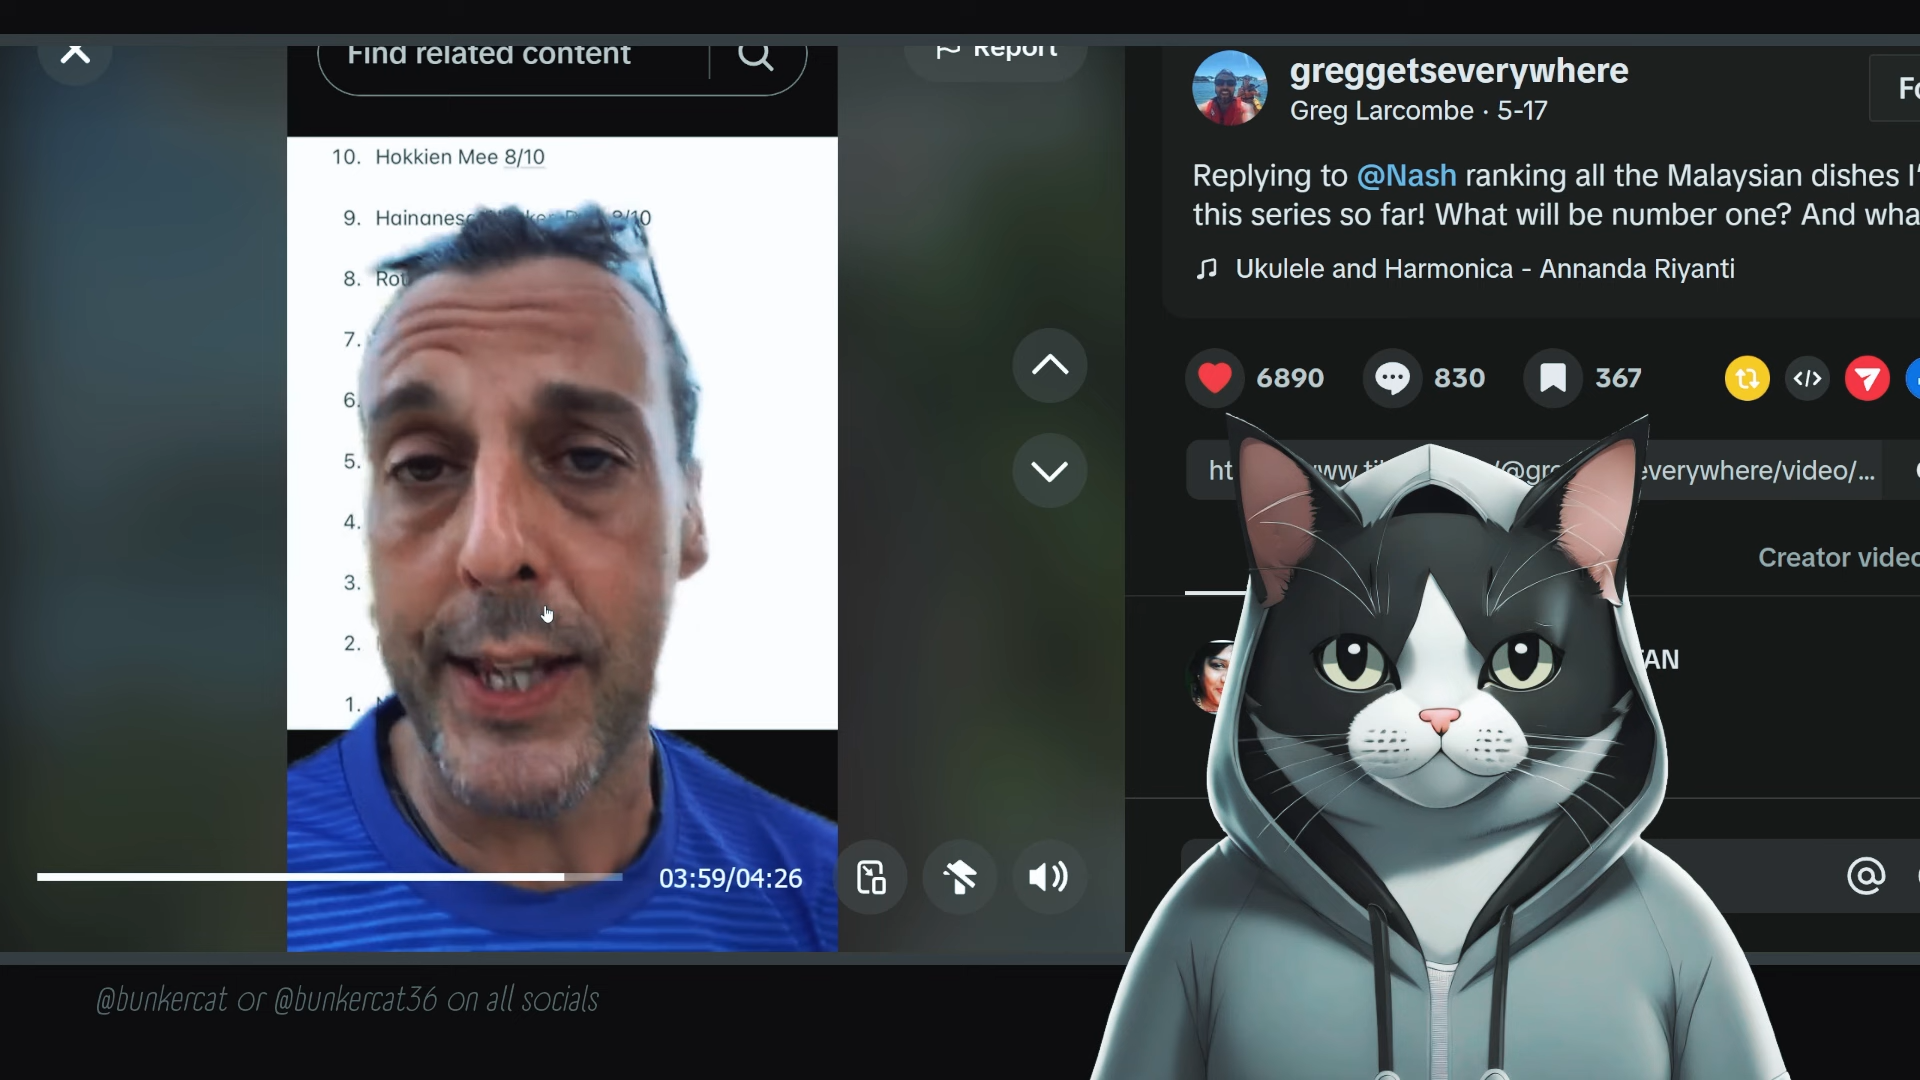 Find related content
Report
10. Hokkien Mee 8/10
9. Hainanese 8/10
8.
7.
6.
5.
4.
3.
2.
1.
03:59/04:26
greggetseverywhere
Greg Larcombe · 5-17
Replying to @Nash ranking all the Malaysian dishes
this series so far! What will be number one? And
Ukulele and Harmonica - Annanda Riyanti
6890
830
367
everywhere/video/...
Creator
@bunkercat or @bunkercat36 on all socials